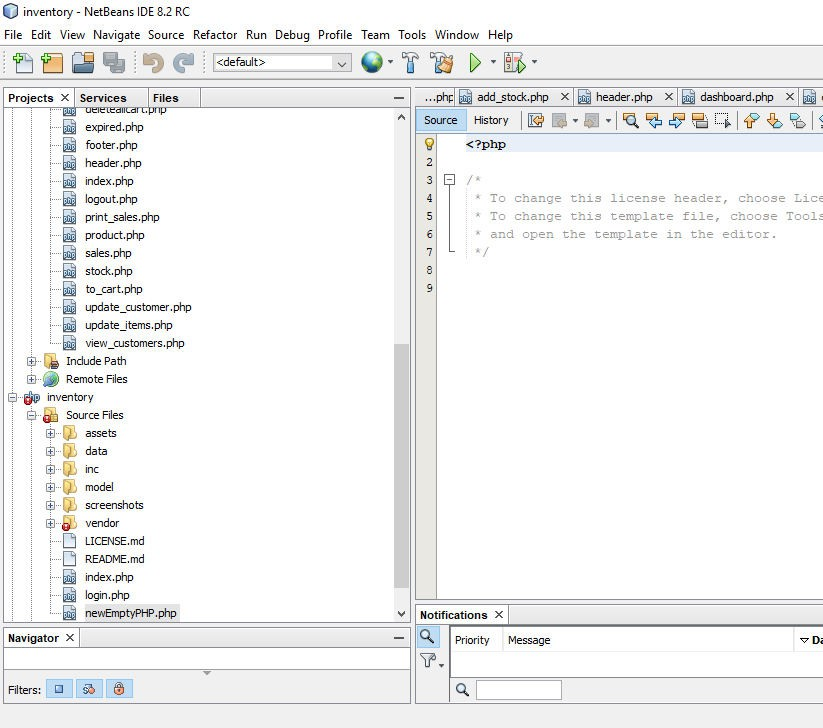 inventory - NetBeans IDE 8.2 RC
File Edit View Navigate Source Refactor Run Debug Profile Team Tools Window Help
<default>
Projects Services Files
deleteallcart.php
expired.php
footer.php
header.php
index.php
logout.php
print_sales.php
product.php
sales.php
stock.php
to_cart.php
update_customer.php
update_items.php
view_customers.php
Include Path
Remote Files
inventory
Source Files
assets
data
inc
model
screenshots
vendor
LICENSE.md
README.md
index.php
login.php
newEmptyPHP.php
Navigator
Filters:
...php add_stock.php header.php dashboard.php
Source History
<?php
2
3 /*
4 * To change this license header, choose Lice
5 * To change this template file, choose Tools
6 * and open the template in the editor.
7 */
8
9
Notifications
Priority Message Da